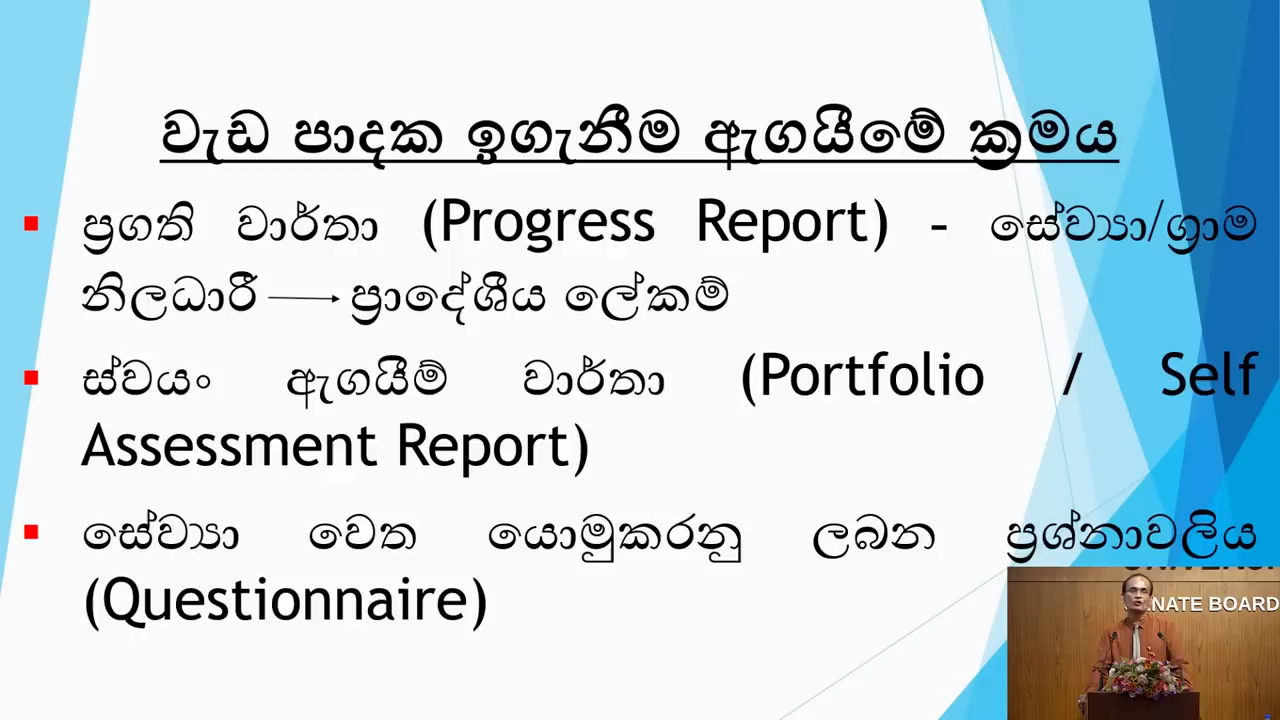 වැඩ පාදක ඉගැනීම ඇගයීමේ ක්‍රමය
▪ ප්‍රගති වාර්තා (Progress Report) - සේව්‍යා/ග්‍රාම
නිලධාරී → ප්‍රාදේශීය ලේකම්
▪ ස්වයං ඇගයීම් වාර්තා (Portfolio / Self
Assessment Report)
▪ සේව්‍යා වෙත යොමුකරනු ලබන ප්‍රශ්නාවලිය
(Questionnaire)
BOARD